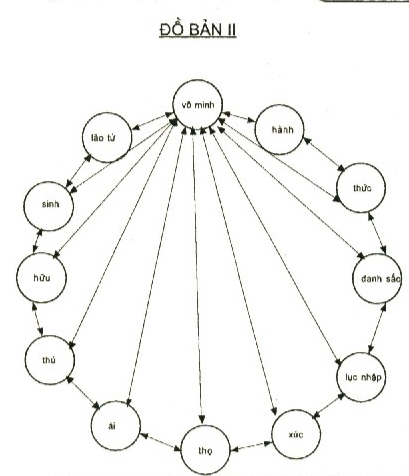 ĐỒ BẢN II
vô minh
hành
thức
danh sắc
lục nhập
xúc
thọ
ái
thủ
hữu
sinh
lão tử